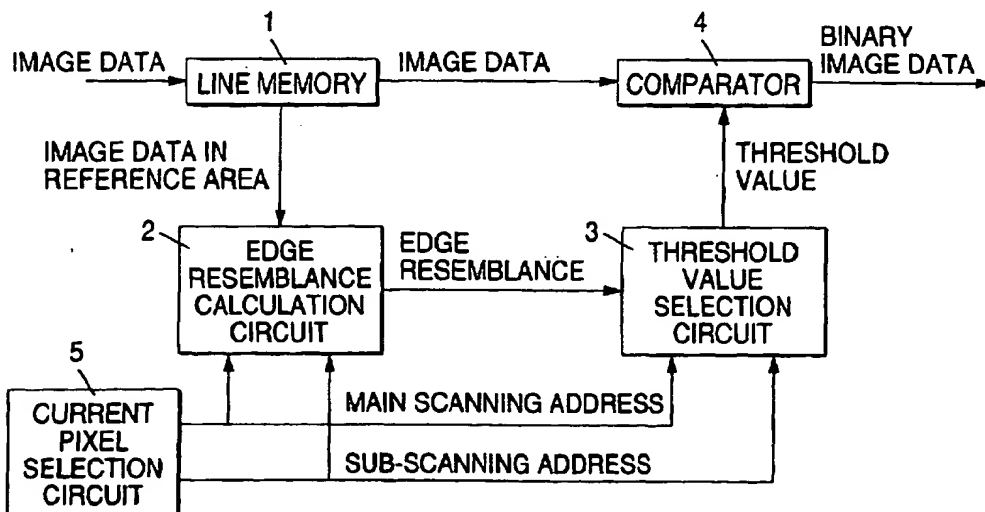 1
IMAGE DATA
LINE MEMORY
IMAGE DATA
4
COMPARATOR
BINARY
IMAGE DATA
IMAGE DATA IN
REFERENCE AREA
THRESHOLD
VALUE
2
EDGE
RESEMBLANCE
CALCULATION
CIRCUIT
EDGE
RESEMBLANCE
3
THRESHOLD
VALUE
SELECTION
CIRCUIT
5
CURRENT
PIXEL
SELECTION
CIRCUIT
MAIN SCANNING ADDRESS
SUB-SCANNING ADDRESS